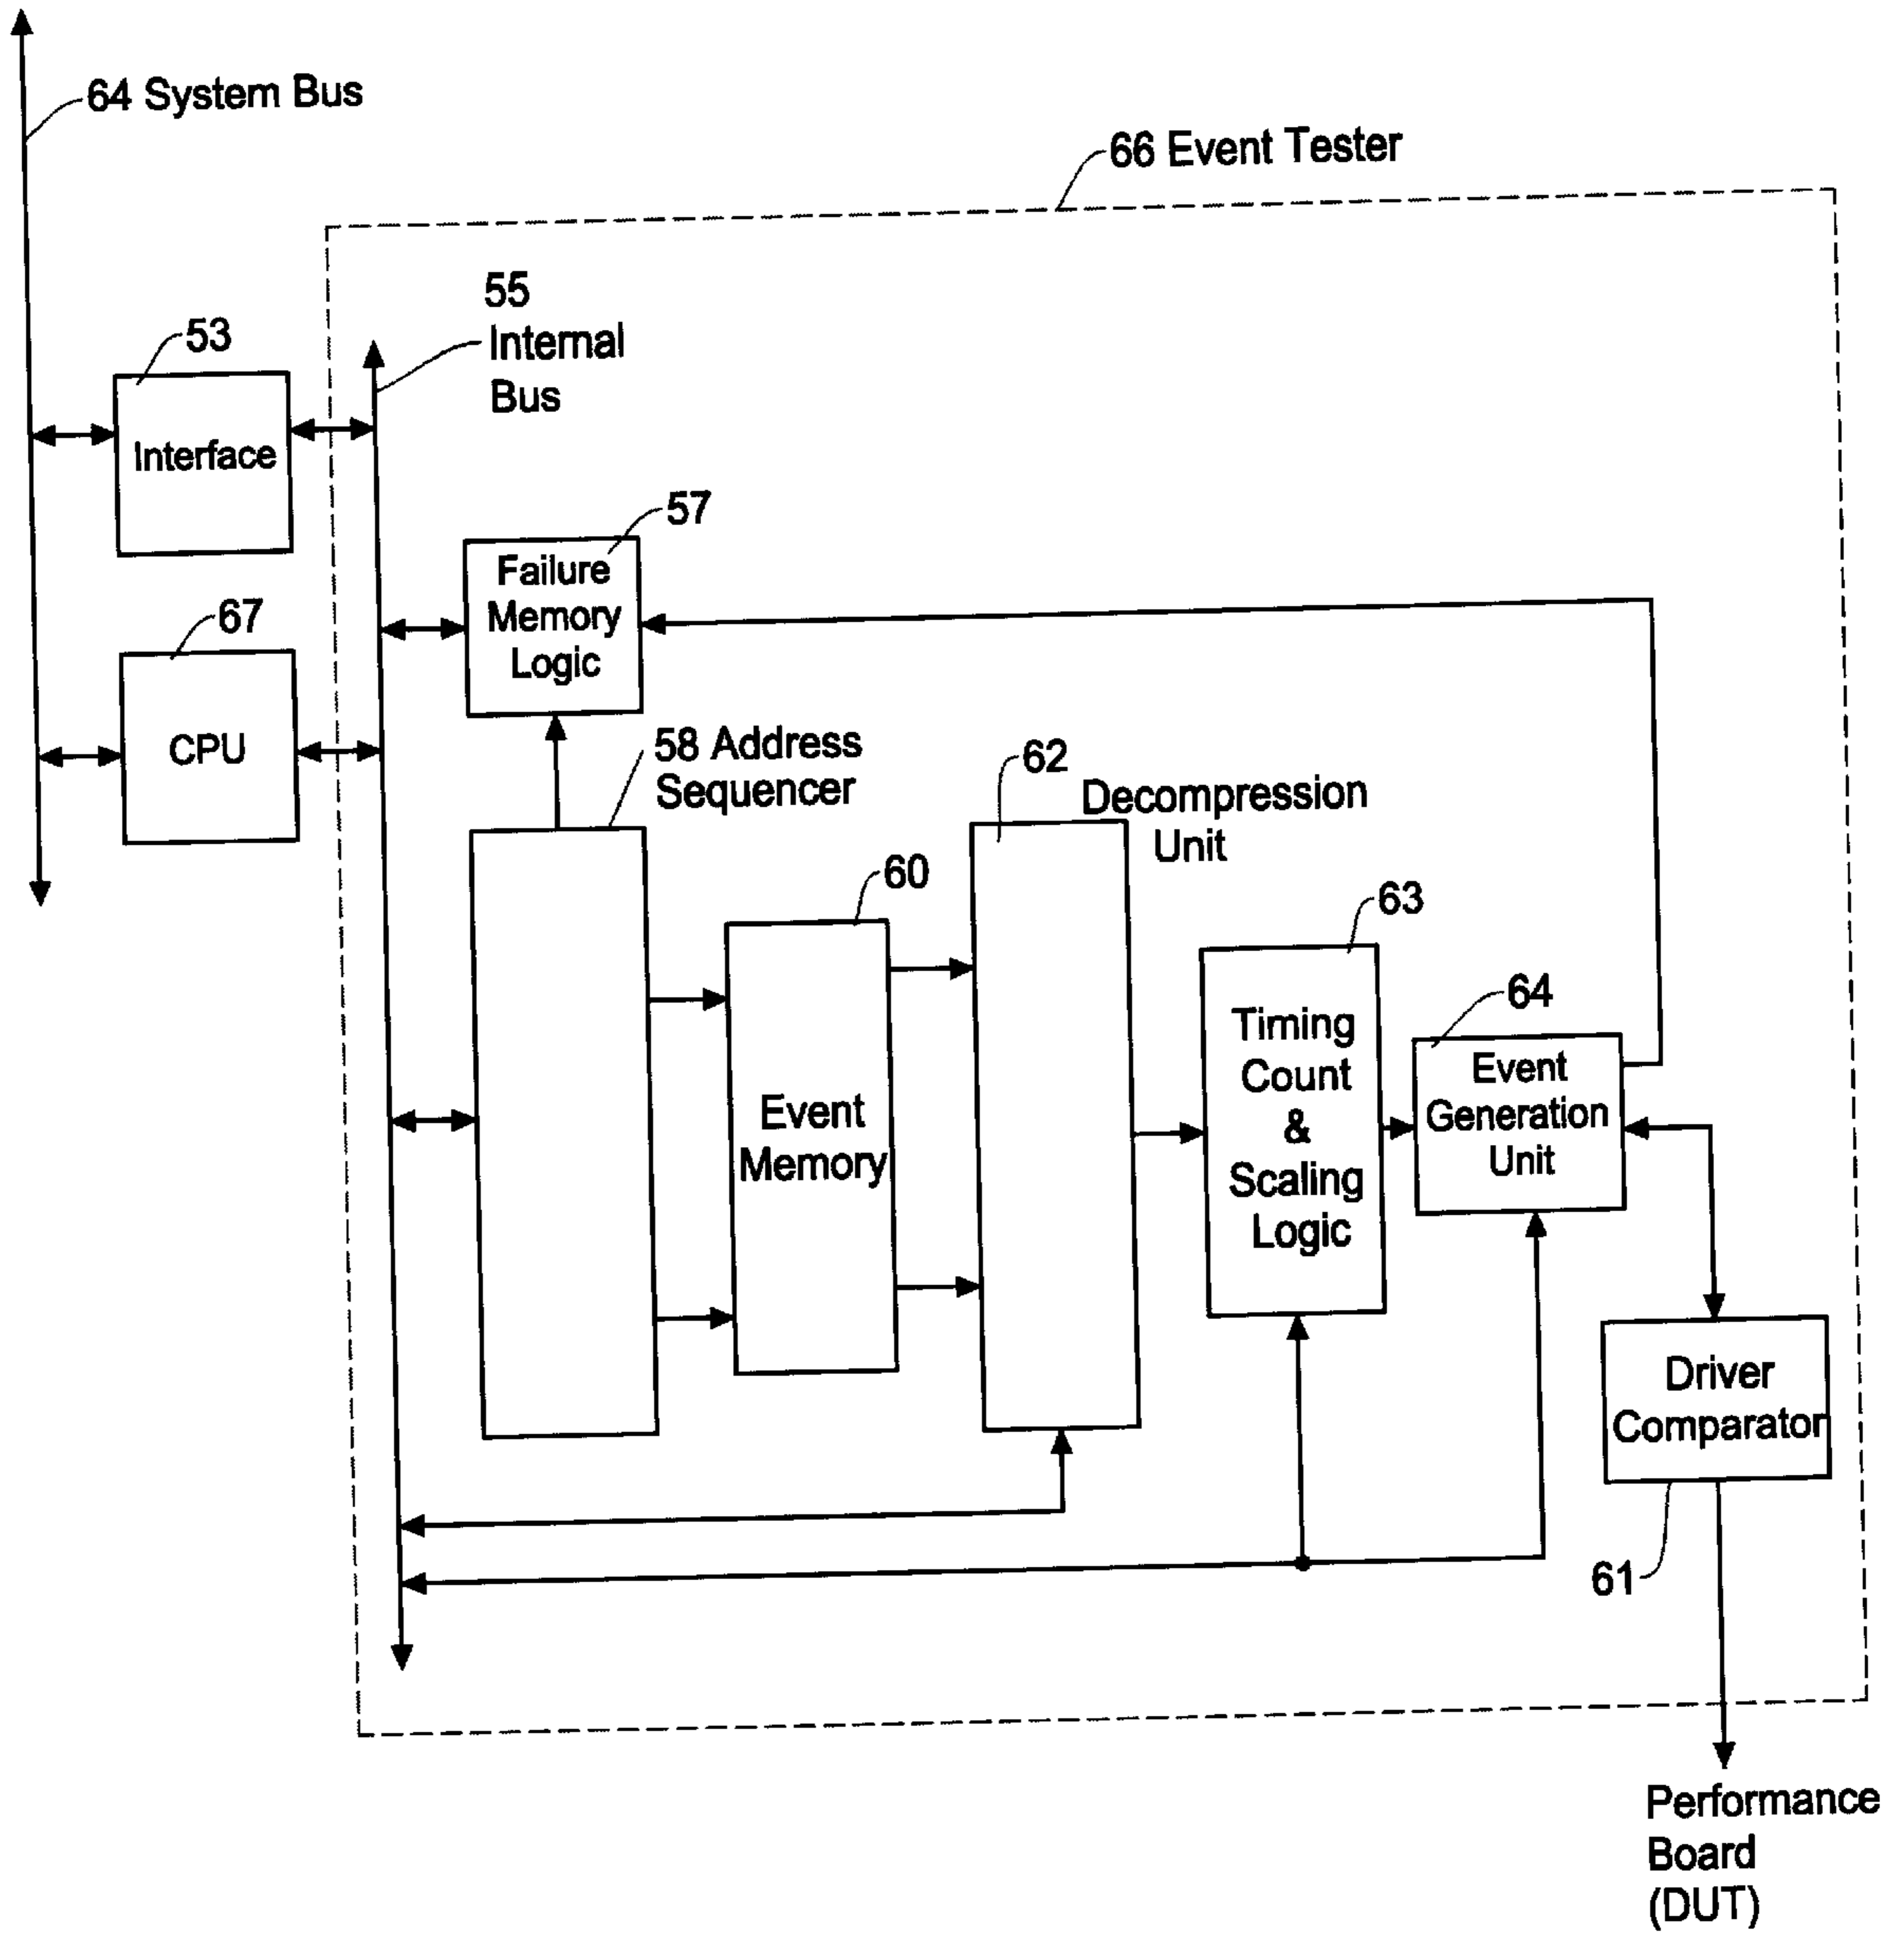 64 System Bus
66 Event Tester
55
Internal
Bus
53
Interface
57
Failure
Memory
Logic
67
CPU
58 Address
Sequencer
62
Decompression
Unit
60
Event
Memory
63
Timing
Count
&
Scaling
Logic
64
Event
Generation
Unit
Driver
Comparator
61
Performance
Board
(DUT)